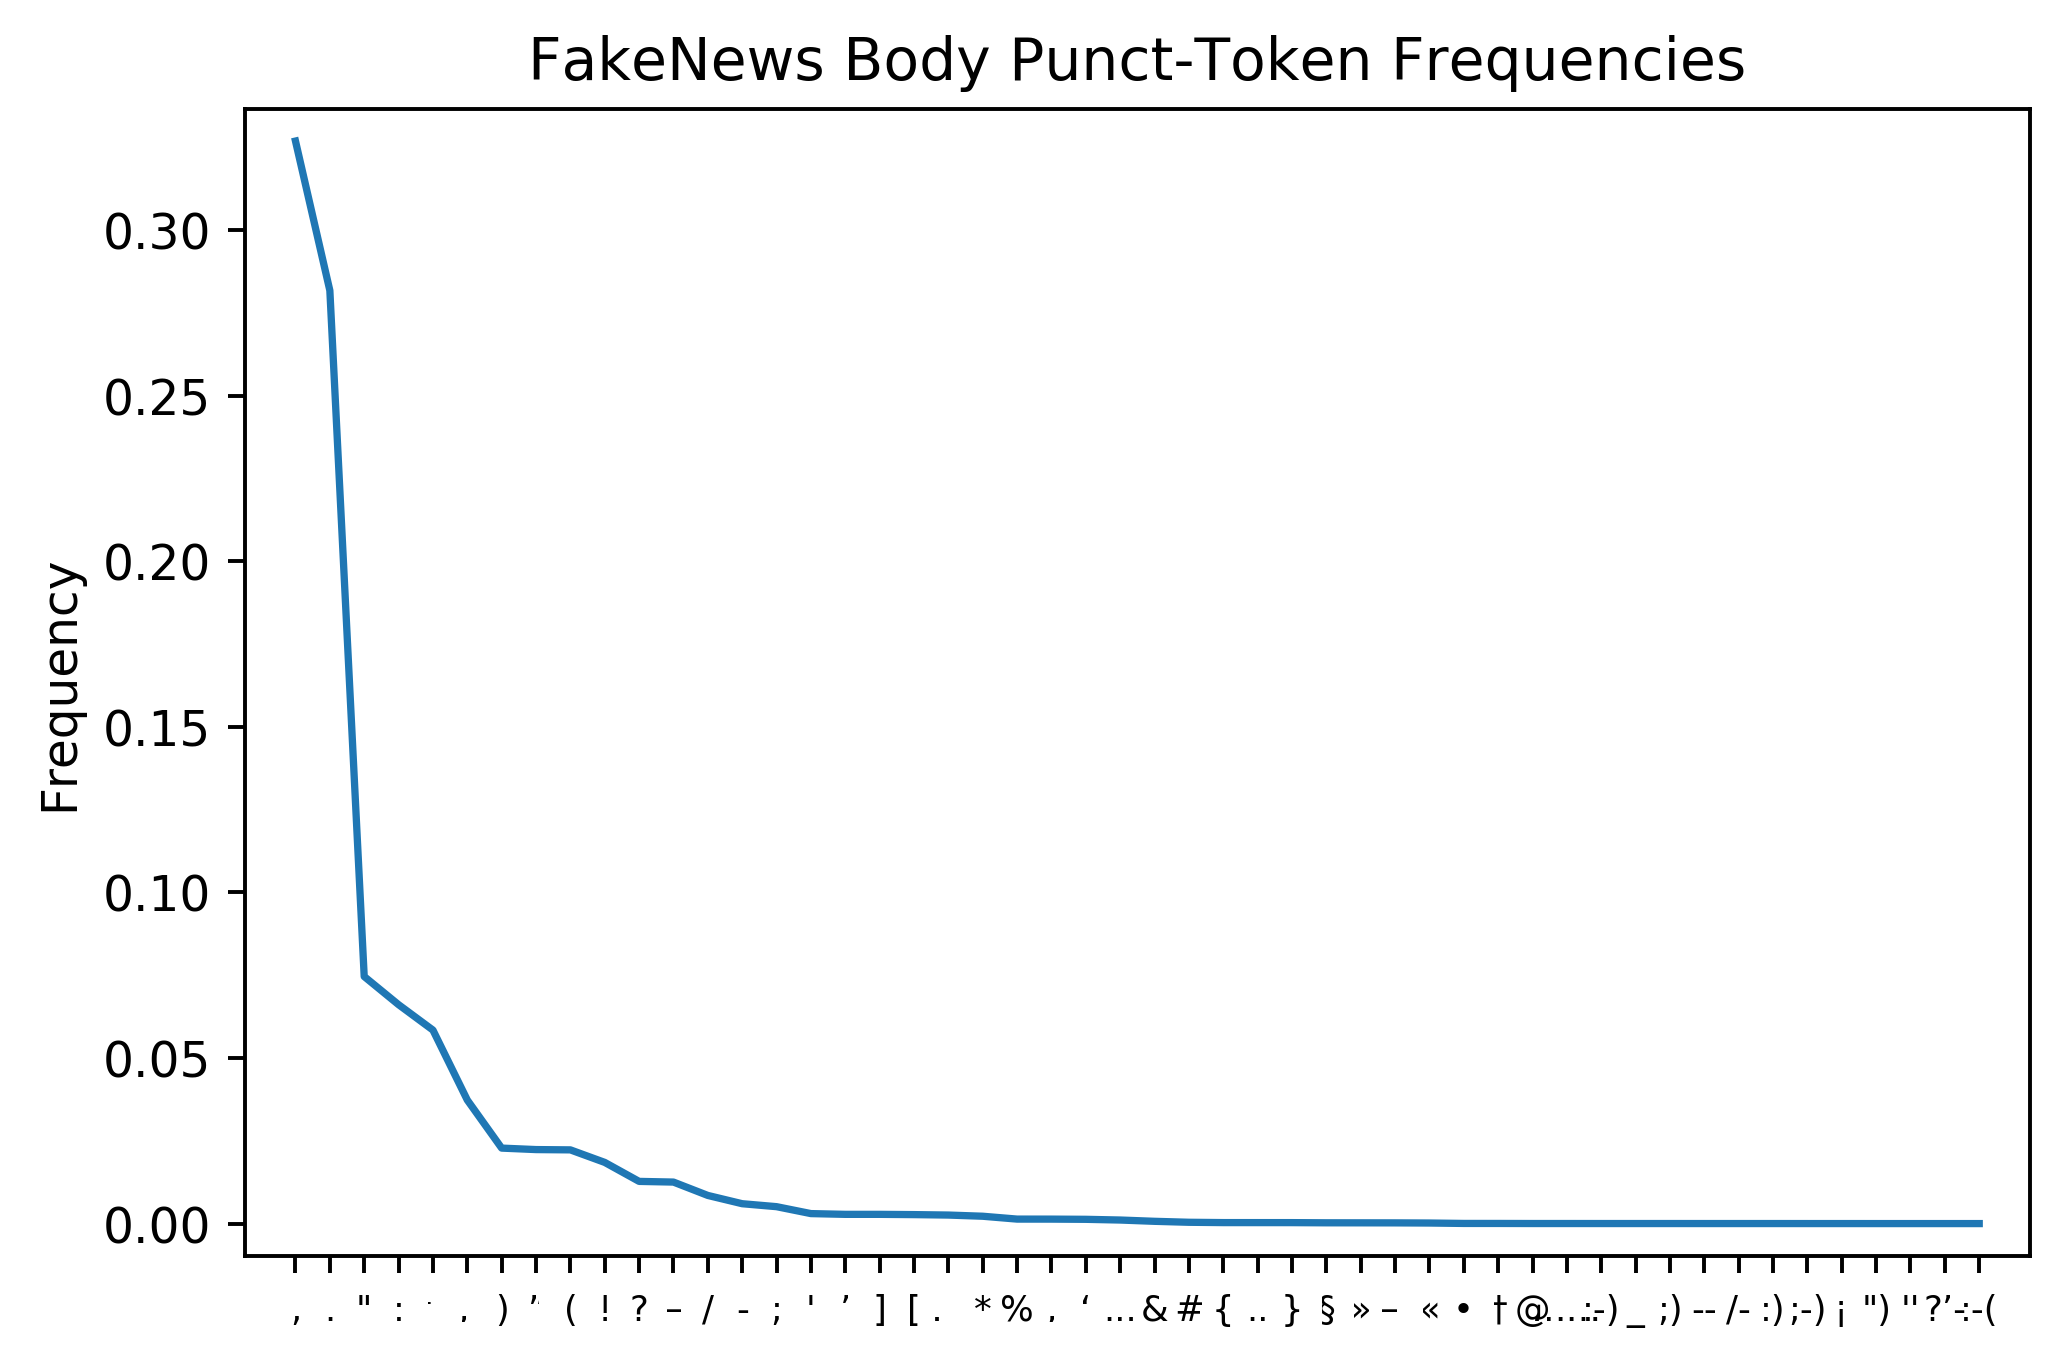 FakeNews Body Punct-Token Frequencies
Frequency
0.30
0.25
0.20
0.15
0.10
0.05
0.00
, . " : , ) ’ ( ! ? – / - ; ' ’ ] [ . * % , ‘ ... & # { .. } § » – « • † @ :-) _ ;) -- /- :) ;-) ¡ ") '' ?’ :-(